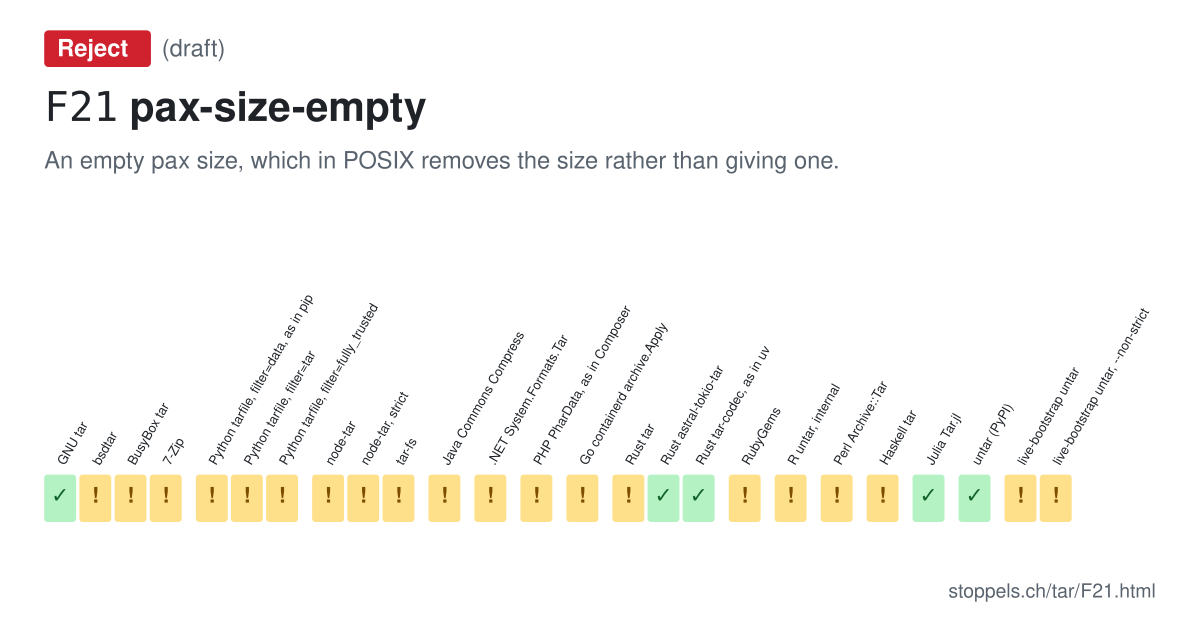 Reject (draft)
F21 pax-size-empty
An empty pax size, which in POSIX removes the size rather than giving one.
GNU tar
bsdtar
BusyBox tar
7-Zip
Python tarfile, filter=data, as in pip
Python tarfile, filter=tar
Python tarfile, filter=fully_trusted
node-tar
node-tar, strict
tar-fs
Java Commons Compress
.NET System.Formats.Tar
PHP PharData, as in Composer
Go containerd archive.Apply
Rust tar
Rust astral-tokio-tar
Rust tar-codec, as in uv
RubyGems
R untar, internal
Perl Archive::Tar
Haskell tar
Julia Tar.jl
untar (PyPI)
live-bootstrap untar
live-bootstrap untar, --non-strict
✓ ! ! ! ! ! ! ! ! ! ! ! ! ! ! ✓ ✓ ! ! ! ! ✓ ✓ ! !
stoppels.ch/tar/F21.html